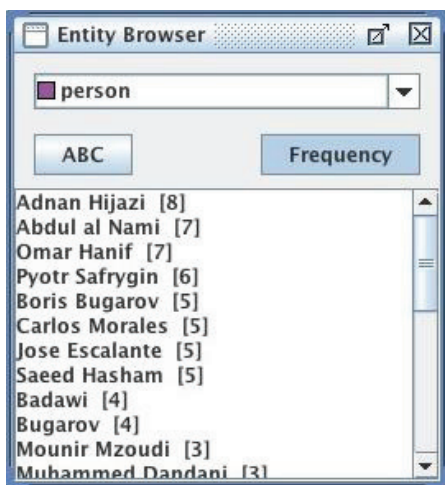 Entity Browser
person
ABC Frequency
Adnan Hijazi [8]
Abdul al Nami [7]
Omar Hanif [7]
Pyotr Safrygin [6]
Boris Bugarov [5]
Carlos Morales [5]
Jose Escalante [5]
Saeed Hasham [5]
Badawi [4]
Bugarov [4]
Mounir Mzoudi [3]
Muhammed Dandani [3]